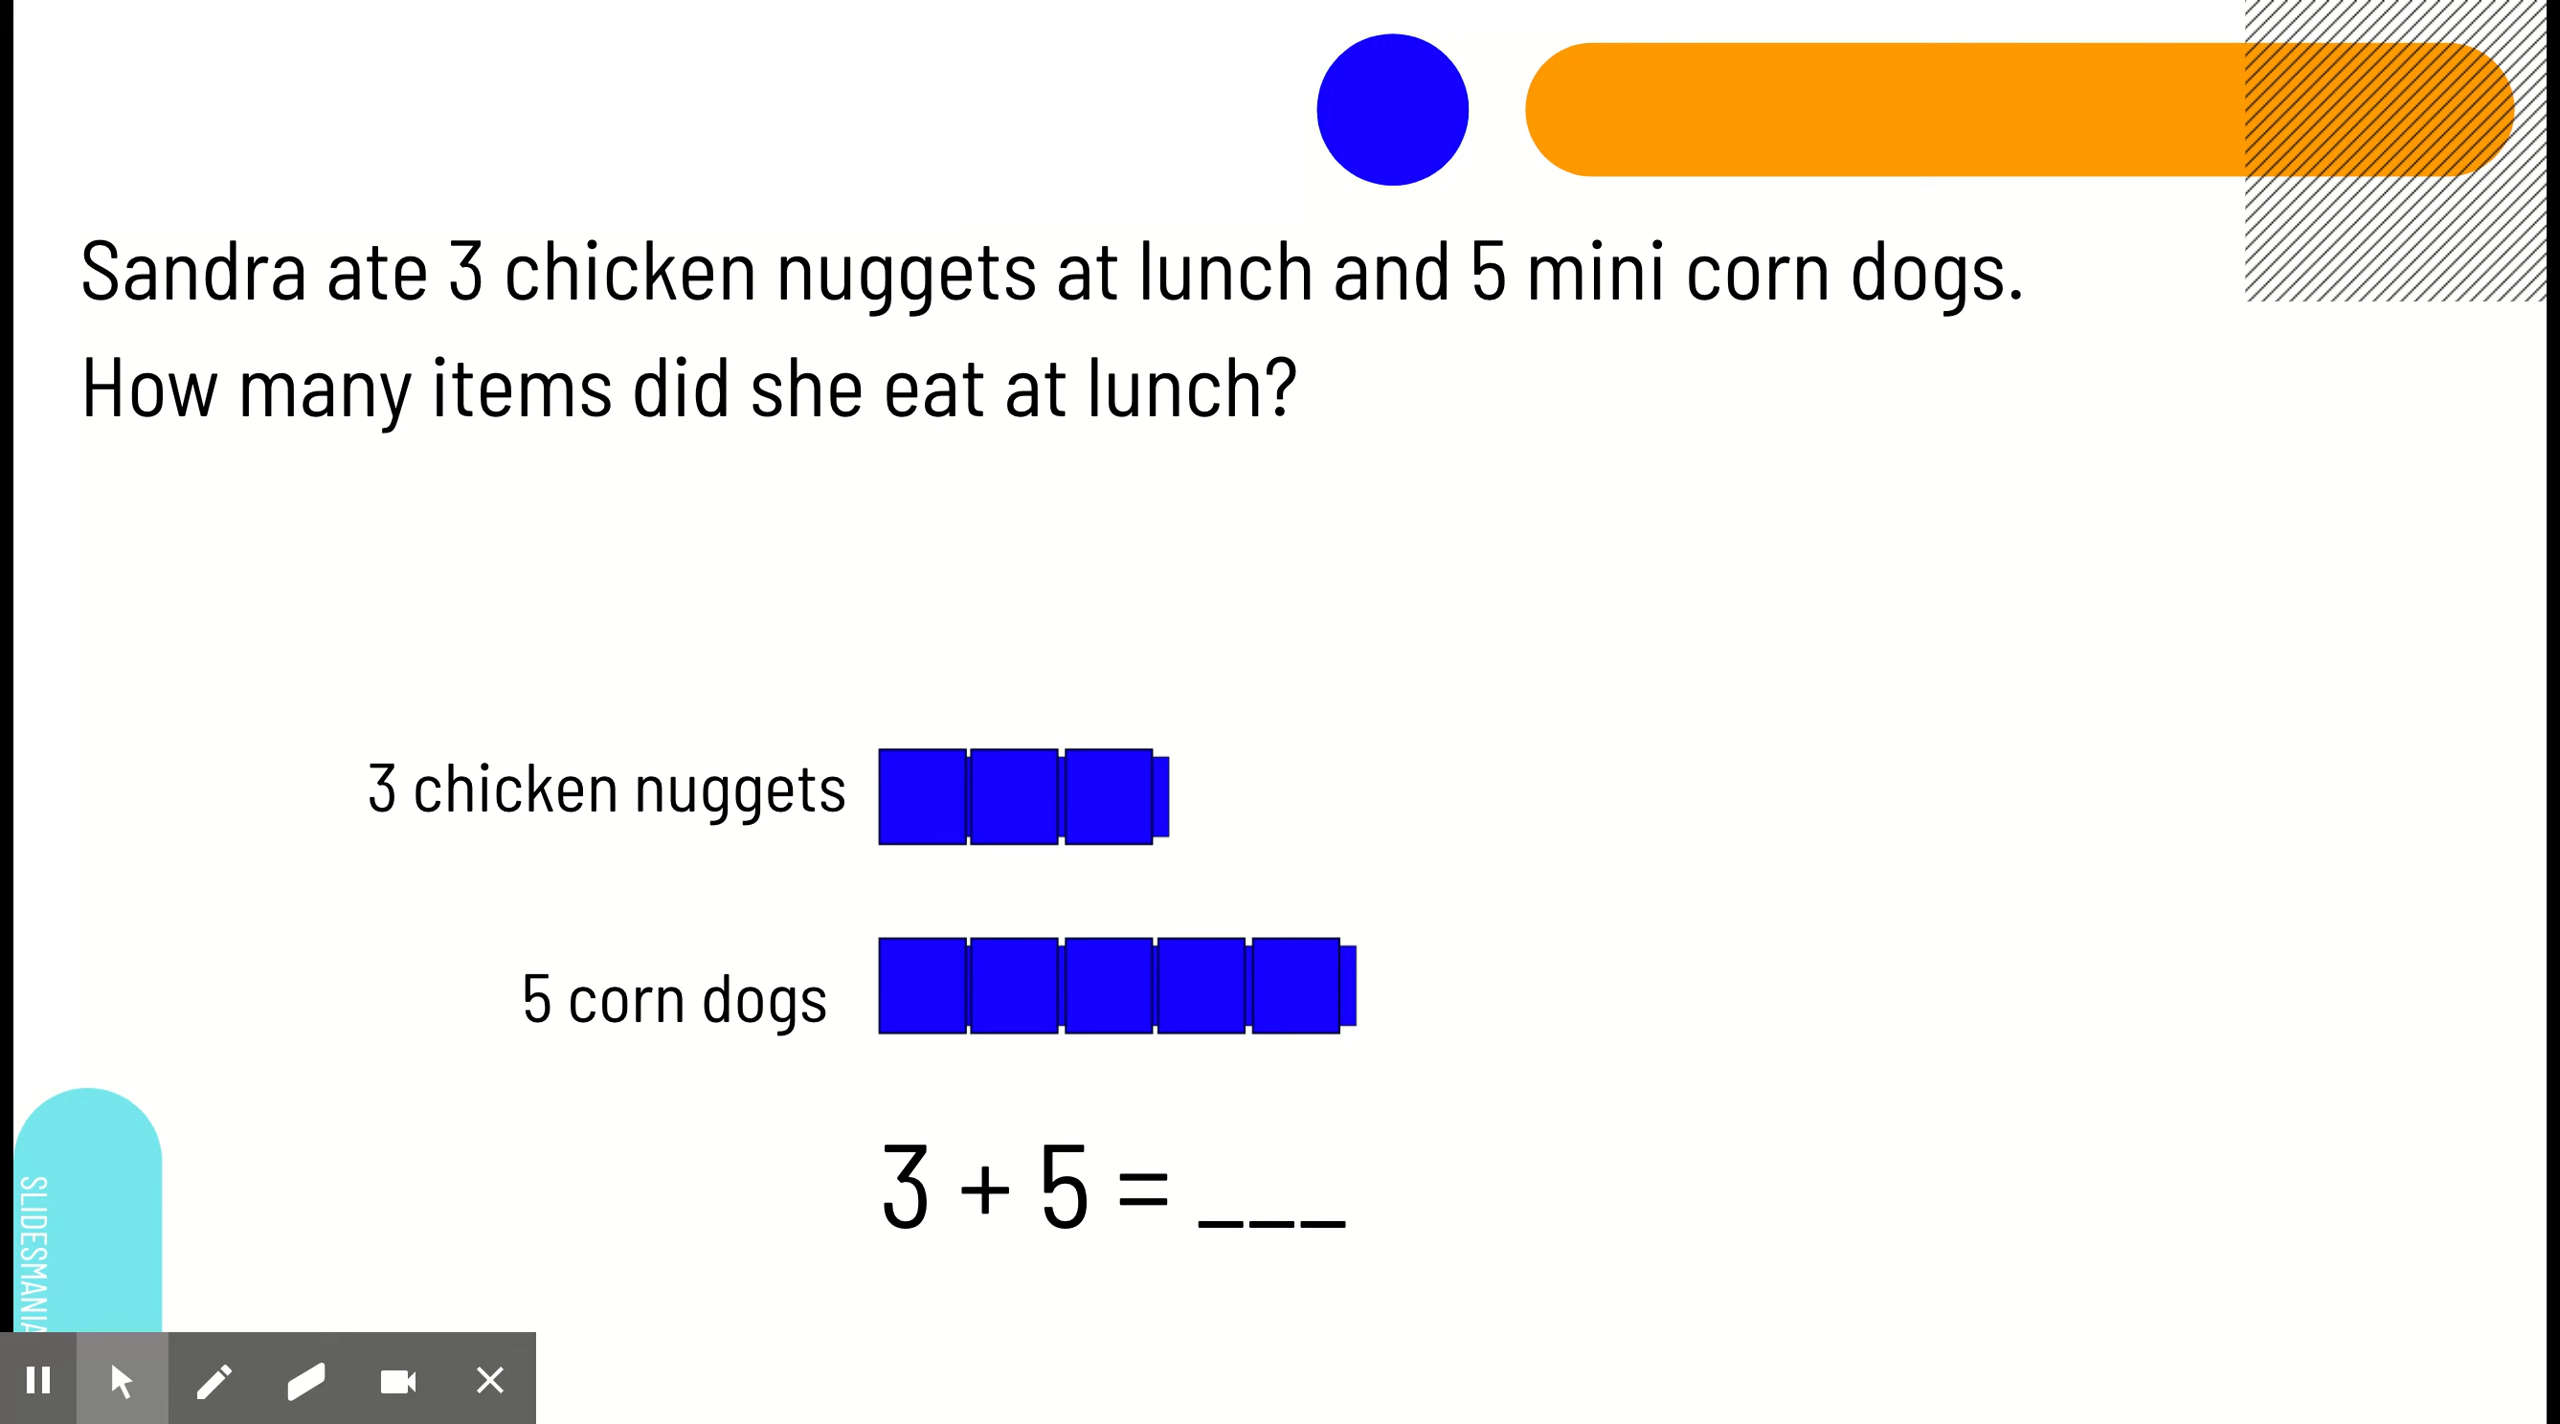 Sandra ate 3 chicken nuggets at lunch and 5 mini corn dogs.
How many items did she eat at lunch?
3 chicken nuggets
5 corn dogs
3 + 5 = ___
SLIDESMANIA